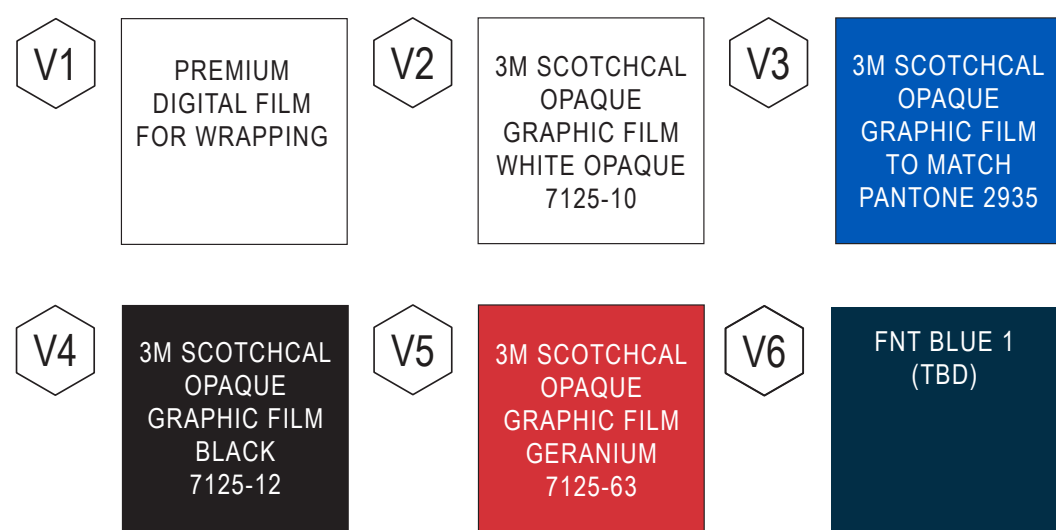 V1
PREMIUM
DIGITAL FILM
FOR WRAPPING
V2
3M SCOTCHCAL
OPAQUE
GRAPHIC FILM
WHITE OPAQUE
7125-10
V3
3M SCOTCHCAL
OPAQUE
GRAPHIC FILM
TO MATCH
PANTONE 2935
V4
3M SCOTCHCAL
OPAQUE
GRAPHIC FILM
BLACK
7125-12
V5
3M SCOTCHCAL
OPAQUE
GRAPHIC FILM
GERANIUM
7125-63
V6
FNT BLUE 1
(TBD)